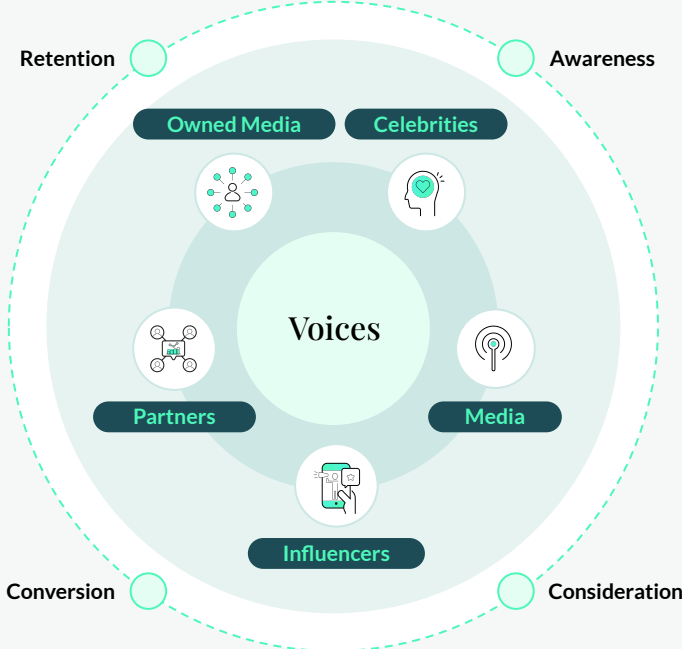 Retention
Awareness
Owned Media
Celebrities
Voices
Partners
Media
Influencers
Conversion
Consideration